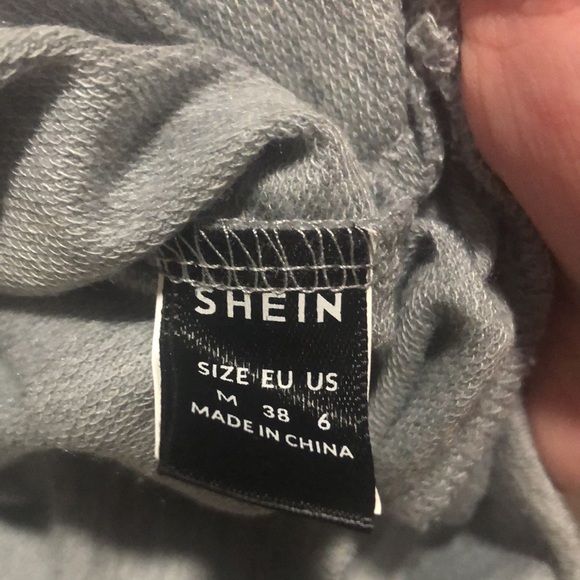 SHEIN
SIZE EU US
M 38 6
MADE IN CHINA